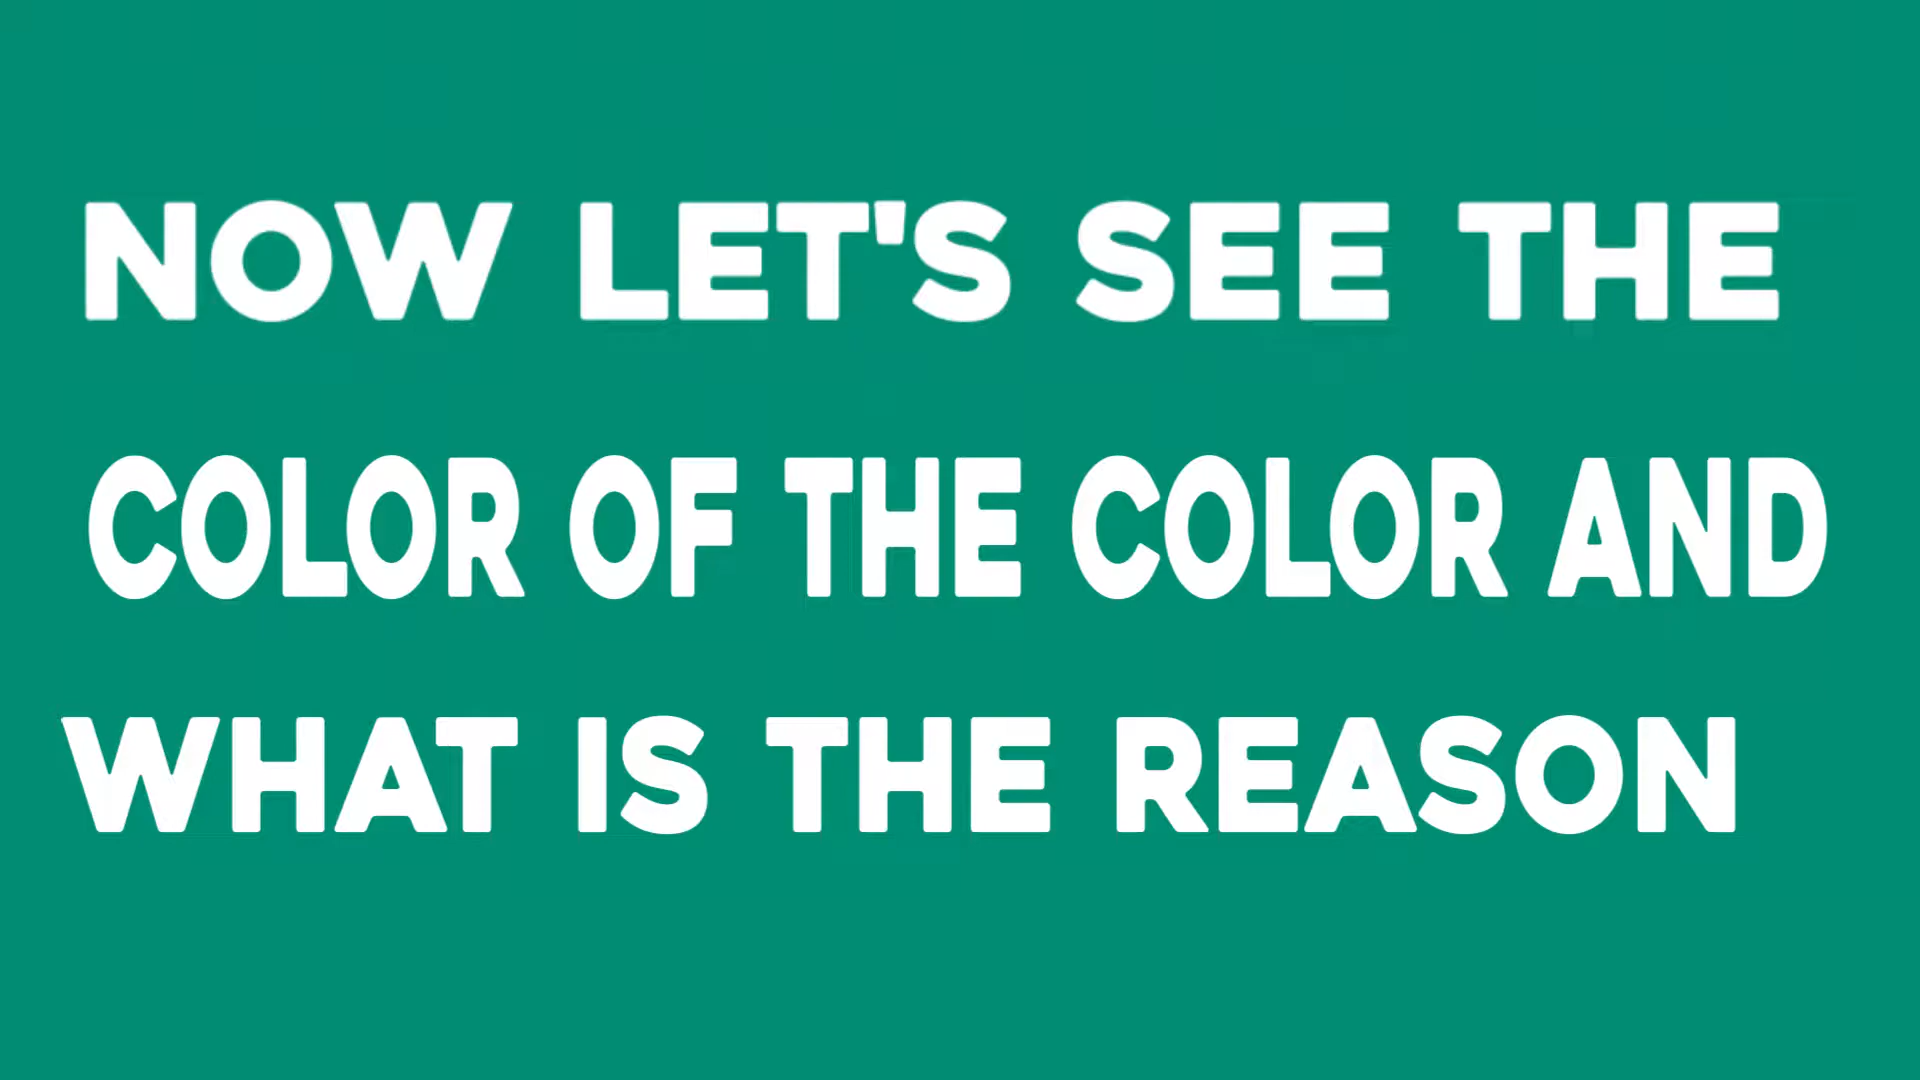 NOW LET'S SEE THE
COLOR OF THE COLOR AND
WHAT IS THE REASON